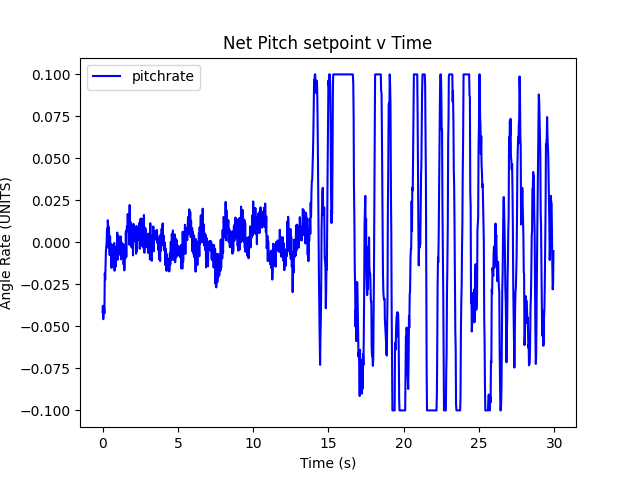 Net Pitch setpoint v Time
pitchrate
0.100
0.075
0.050
0.025
0.000
−0.025
−0.050
−0.075
−0.100
Angle Rate (UNITS)
0 5 10 15 20 25 30
Time (s)